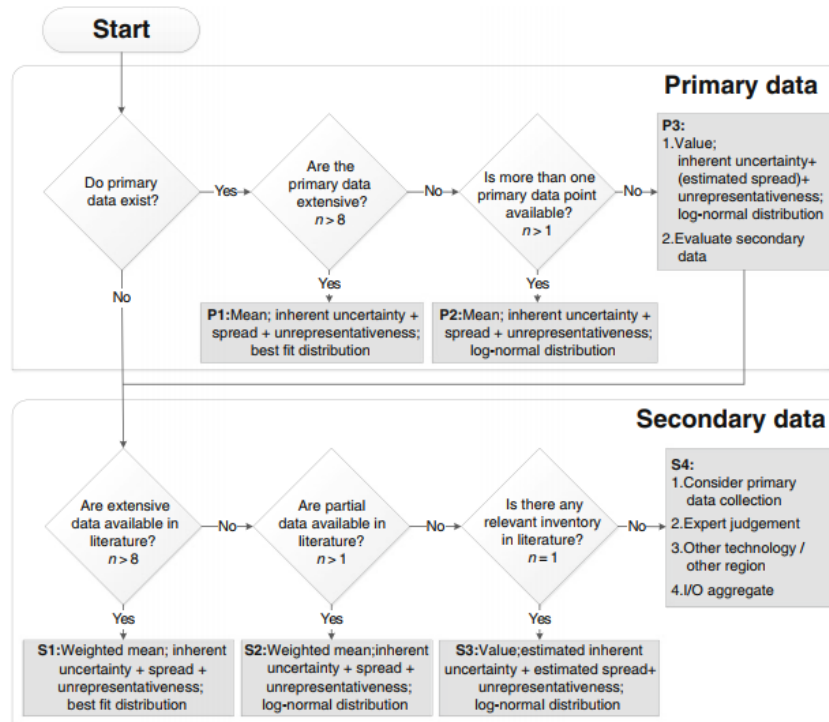 Start
Primary data
Do primary
data exist?
Yes
Are the
primary data
extensive?
n > 8
No
Is more than one
primary data point
available?
n > 1
No
P3:
1.Value;
inherent uncertainty+
(estimated spread)+
unrepresentativeness;
log-normal distribution
2.Evaluate secondary
data
No
Yes
Yes
P1:Mean; inherent uncertainty +
spread + unrepresentativeness;
best fit distribution
P2:Mean; inherent uncertainty +
spread + unrepresentativeness;
log-normal distribution
Secondary data
Are extensive
data available in
literature?
n > 8
No
Are partial
data available in
literature?
n > 1
No
Is there any
relevant inventory
in literature?
n = 1
No
S4:
1.Consider primary
data collection
2.Expert judgement
3.Other technology /
other region
4.I/O aggregate
Yes
Yes
Yes
S1:Weighted mean; inherent
uncertainty + spread +
unrepresentativeness;
best fit distribution
S2:Weighted mean;inherent
uncertainty + spread +
unrepresentativeness;
log-normal distribution
S3:Value;estimated inherent
uncertainty + estimated spread+
unrepresentativeness;
log-normal distribution